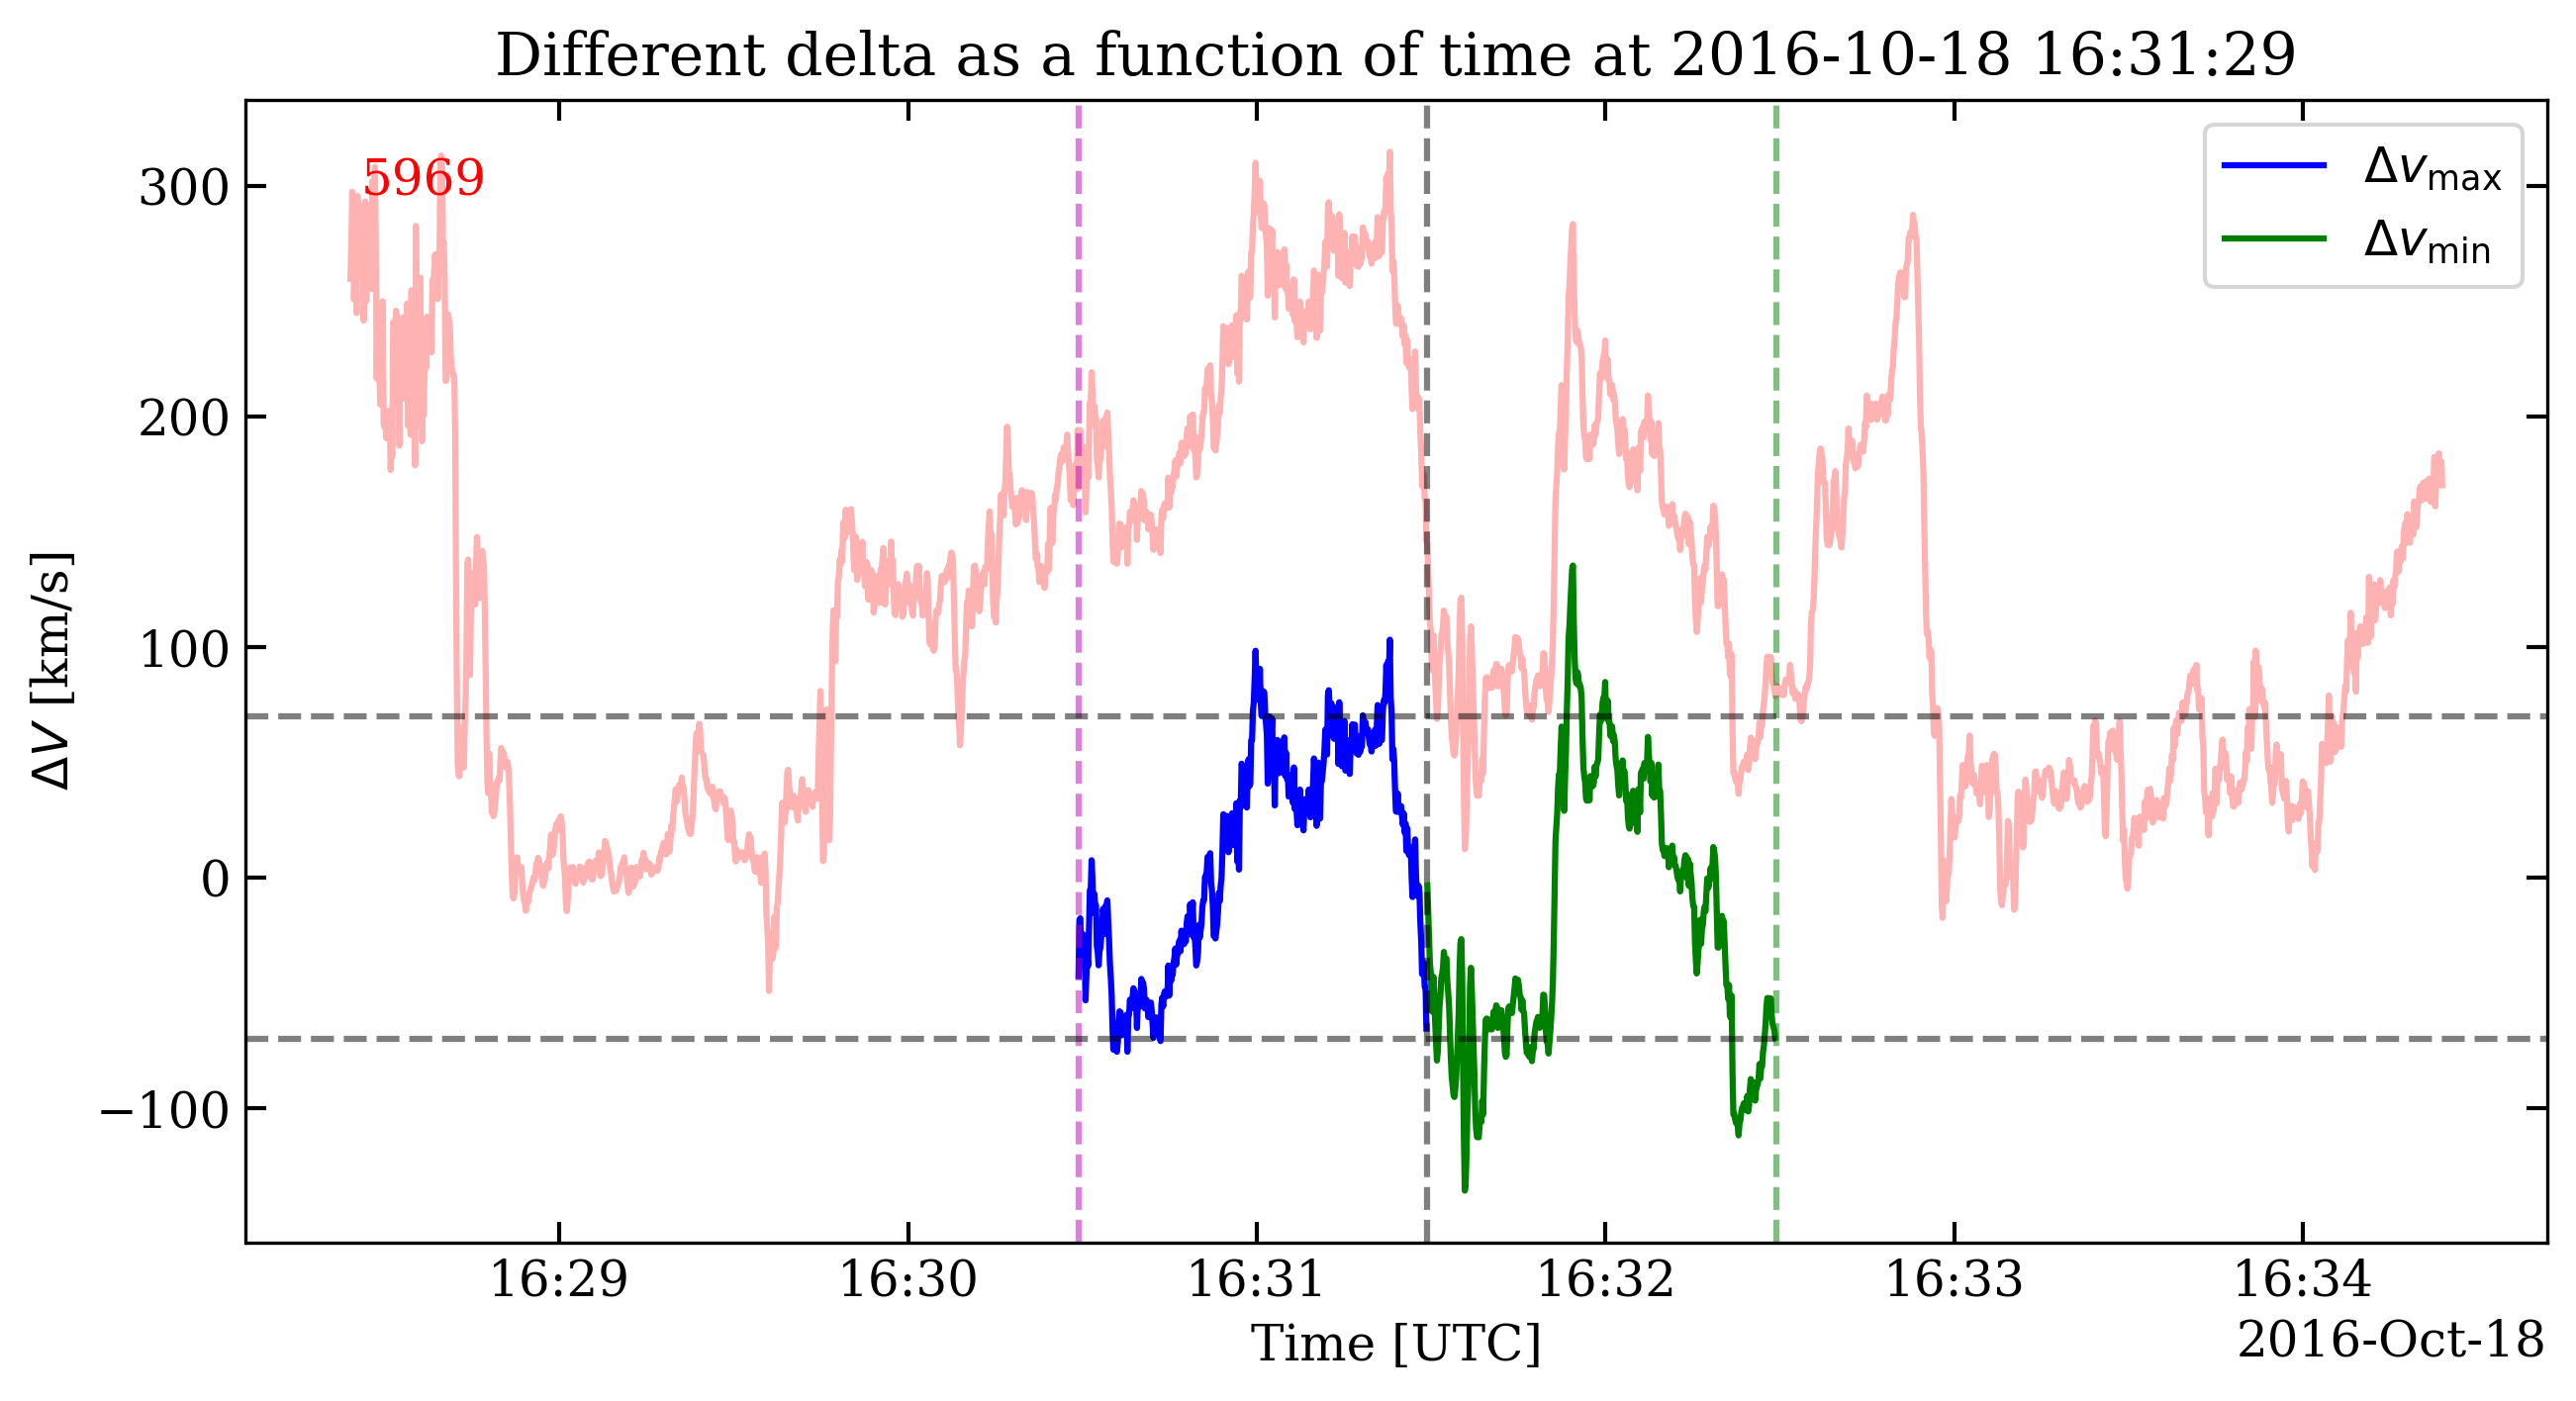 Different delta as a function of time at 2016-10-18 16:31:29
5969
Δv_max
Δv_min
300
200
100
0
−100
ΔV [km/s]
16:29 16:30 16:31 16:32 16:33 16:34
Time [UTC]
2016-Oct-18